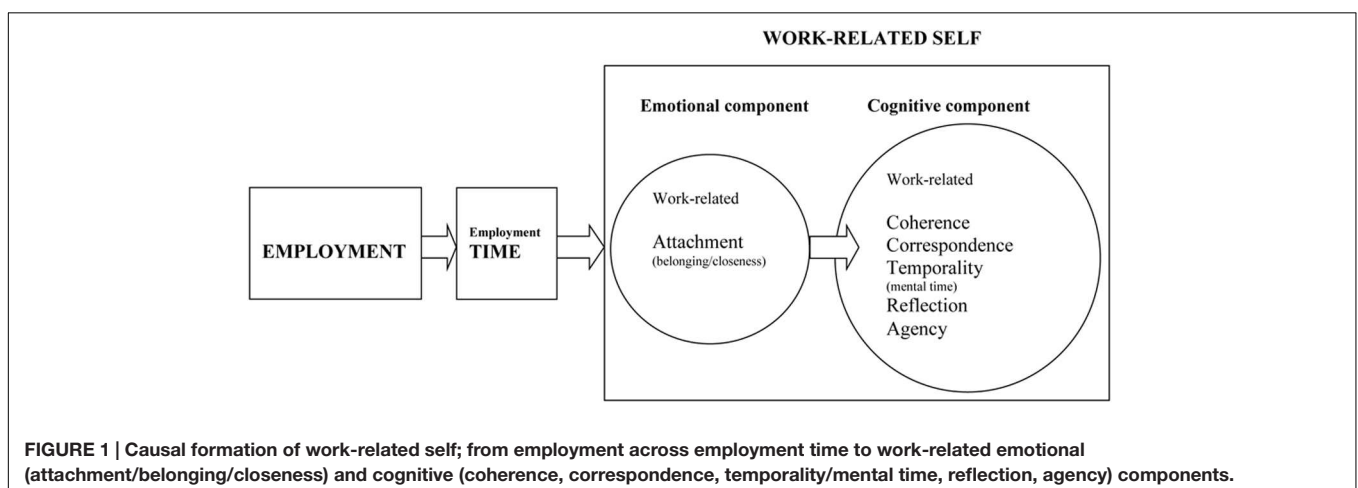 WORK-RELATED SELF
Emotional component
Cognitive component
EMPLOYMENT
Employment
TIME
Work-related
Attachment
(belonging/closeness)
Work-related
Coherence
Correspondence
Temporality
(mental time)
Reflection
Agency
FIGURE 1 | Causal formation of work-related self; from employment across employment time to work-related emotional
(attachment/belonging/closeness) and cognitive (coherence, correspondence, temporality/mental time, reflection, agency) components.